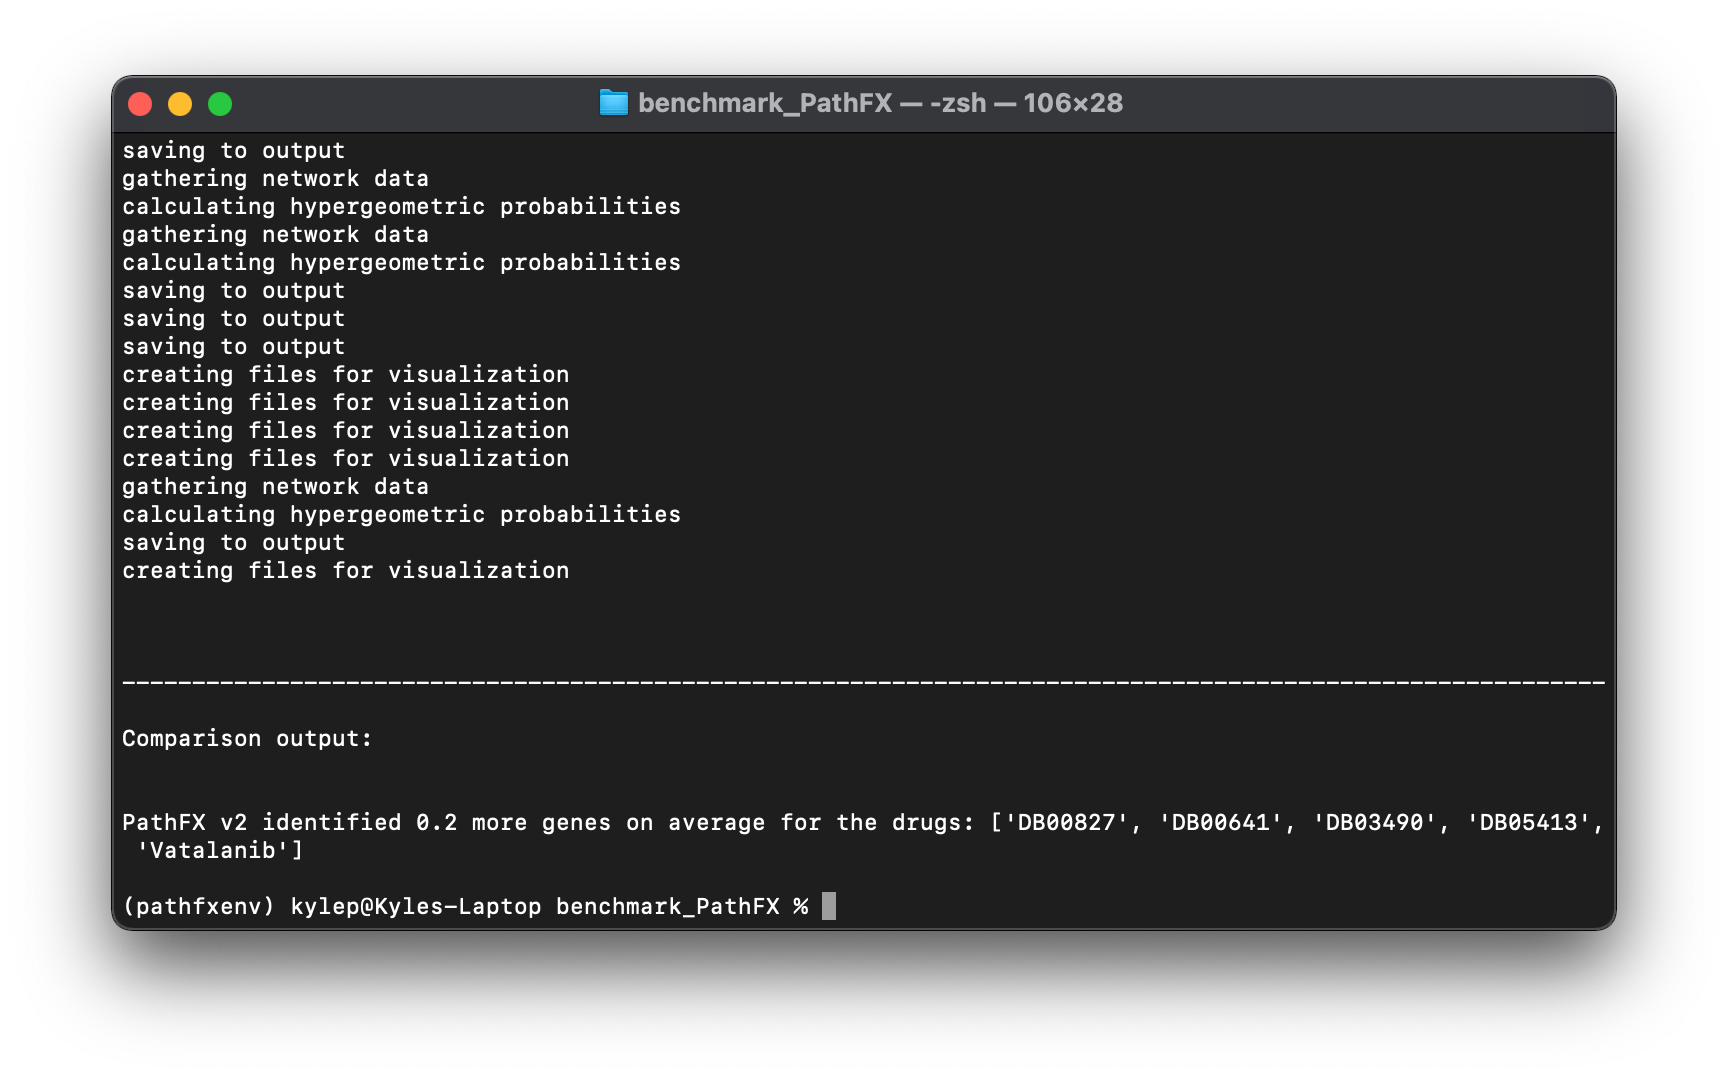 benchmark_PathFX — -zsh — 106×28
saving to output
gathering network data
calculating hypergeometric probabilities
gathering network data
calculating hypergeometric probabilities
saving to output
saving to output
saving to output
creating files for visualization
creating files for visualization
creating files for visualization
creating files for visualization
gathering network data
calculating hypergeometric probabilities
saving to output
creating files for visualization
----------------------------------------------------------------------------------------------------------
Comparison output:
PathFX v2 identified 0.2 more genes on average for the drugs: ['DB00827', 'DB00641', 'DB03490', 'DB05413',
 'Vatalanib']
(pathfxenv) kylep@Kyles-Laptop benchmark_PathFX %